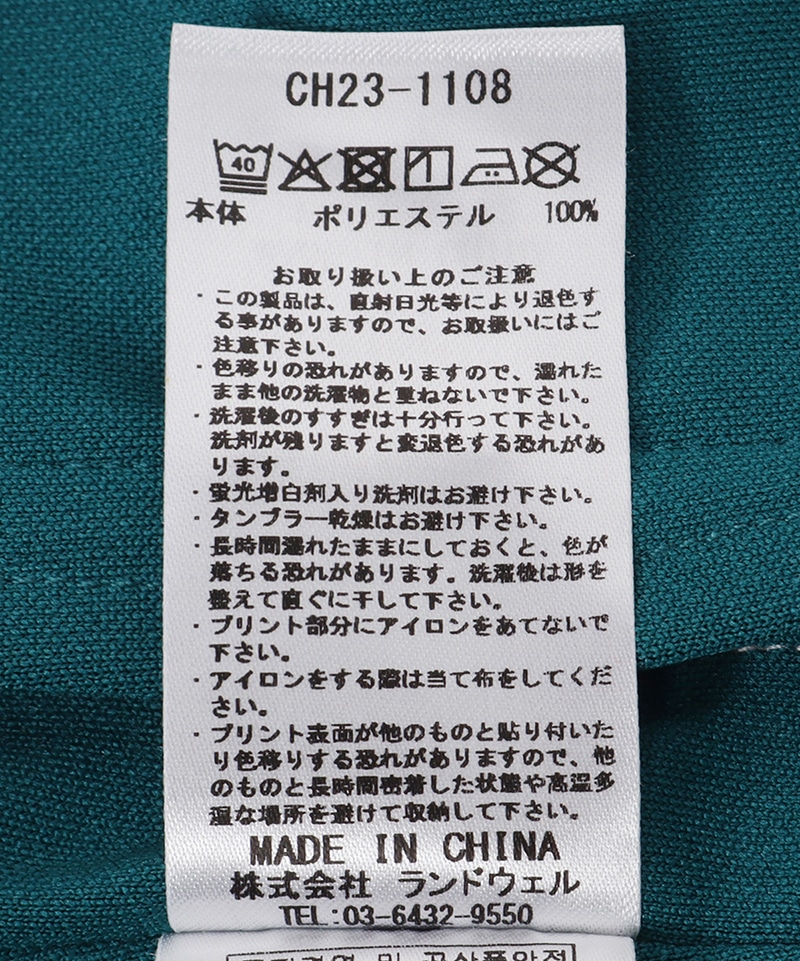 CH23-1108
40
本体 ポリエステル 100%
お取り扱い上のご注意
・この製品は、直射日光等により退色す
る事がありますので、お取扱いにはご
注意下さい。
・色移りの恐れがありますので、濡れた
まま他の洗濯物と重ねないで下さい。
・洗濯後のすすぎは十分行って下さい。
洗剤が残りますと変退色する恐れがあ
ります。
・蛍光増白剤入り洗剤はお避け下さい。
・タンブラー乾燥はお避け下さい。
・長時間濡れたままにしておくと、色が
落ちる恐れがあります。洗濯後は形を
整えて直ぐに干して下さい。
・プリント部分にアイロンをあてないで
下さい。
・アイロンをする際は当て布をしてくだ
さい。
・プリント表面が他のものと貼り付いた
り色移りする恐れがありますので、他
のものと長時間密着した状態や高温多
湿な場所を避けて収納して下さい。
MADE IN CHINA
株式会社 ランドウェル
TEL:03-6432-9550